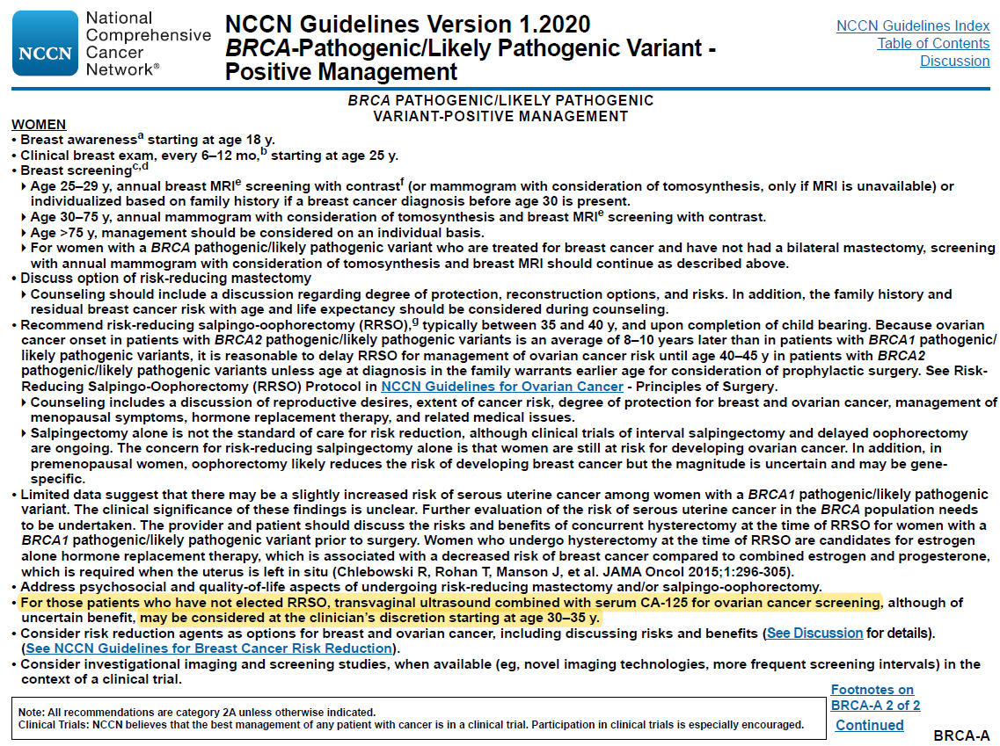 National
Comprehensive
NCCN
Cancer
Network®
NCCN Guidelines Version 1.2020
BRCA-Pathogenic/Likely Pathogenic Variant -
Positive Management
NCCN Guidelines Index
Table of Contents
Discussion
BRCA PATHOGENIC/LIKELY PATHOGENIC
VARIANT-POSITIVE MANAGEMENT
WOMEN
• Breast awarenessa starting at age 18 y.
• Clinical breast exam, every 6–12 mo,b starting at age 25 y.
• Breast screeningc,d
Age 25–29 y, annual breast MRIe screening with contrastf (or mammogram with consideration of tomosynthesis, only if MRI is unavailable) or
individualized based on family history if a breast cancer diagnosis before age 30 is present.
Age 30–75 y, annual mammogram with consideration of tomosynthesis and breast MRIe screening with contrast.
Age >75 y, management should be considered on an individual basis.
For women with a BRCA pathogenic/likely pathogenic variant who are treated for breast cancer and have not had a bilateral mastectomy, screening
with annual mammogram with consideration of tomosynthesis and breast MRI should continue as described above.
• Discuss option of risk-reducing mastectomy
Counseling should include a discussion regarding degree of protection, reconstruction options, and risks. In addition, the family history and
residual breast cancer risk with age and life expectancy should be considered during counseling.
• Recommend risk-reducing salpingo-oophorectomy (RRSO),g typically between 35 and 40 y, and upon completion of child bearing. Because ovarian
cancer onset in patients with BRCA2 pathogenic/likely pathogenic variants is an average of 8–10 years later than in patients with BRCA1 pathogenic/
likely pathogenic variants, it is reasonable to delay RRSO for management of ovarian cancer risk until age 40–45 y in patients with BRCA2
pathogenic/likely pathogenic variants unless age at diagnosis in the family warrants earlier age for consideration of prophylactic surgery. See Risk-
Reducing Salpingo-Oophorectomy (RRSO) Protocol in NCCN Guidelines for Ovarian Cancer - Principles of Surgery.
Counseling includes a discussion of reproductive desires, extent of cancer risk, degree of protection for breast and ovarian cancer, management of
menopausal symptoms, hormone replacement therapy, and related medical issues.
Salpingectomy alone is not the standard of care for risk reduction, although clinical trials of interval salpingectomy and delayed oophorectomy
are ongoing. The concern for risk-reducing salpingectomy alone is that women are still at risk for developing ovarian cancer. In addition, in
premenopausal women, oophorectomy likely reduces the risk of developing breast cancer but the magnitude is uncertain and may be gene-
specific.
• Limited data suggest that there may be a slightly increased risk of serous uterine cancer among women with a BRCA1 pathogenic/likely pathogenic
variant. The clinical significance of these findings is unclear. Further evaluation of the risk of serous uterine cancer in the BRCA population needs
to be undertaken. The provider and patient should discuss the risks and benefits of concurrent hysterectomy at the time of RRSO for women with a
BRCA1 pathogenic/likely pathogenic variant prior to surgery. Women who undergo hysterectomy at the time of RRSO are candidates for estrogen
alone hormone replacement therapy, which is associated with a decreased risk of breast cancer compared to combined estrogen and progesterone,
which is required when the uterus is left in situ (Chlebowski R, Rohan T, Manson J, et al. JAMA Oncol 2015;1:296-305).
• Address psychosocial and quality-of-life aspects of undergoing risk-reducing mastectomy and/or salpingo-oophorectomy.
• For those patients who have not elected RRSO, transvaginal ultrasound combined with serum CA-125 for ovarian cancer screening, although of
uncertain benefit, may be considered at the clinician’s discretion starting at age 30–35 y.
• Consider risk reduction agents as options for breast and ovarian cancer, including discussing risks and benefits (See Discussion for details).
(See NCCN Guidelines for Breast Cancer Risk Reduction).
• Consider investigational imaging and screening studies, when available (eg, novel imaging technologies, more frequent screening intervals) in the
context of a clinical trial.
Note: All recommendations are category 2A unless otherwise indicated.
Clinical Trials: NCCN believes that the best management of any patient with cancer is in a clinical trial. Participation in clinical trials is especially encouraged.
Footnotes on
BRCA-A 2 of 2
Continued
BRCA-A